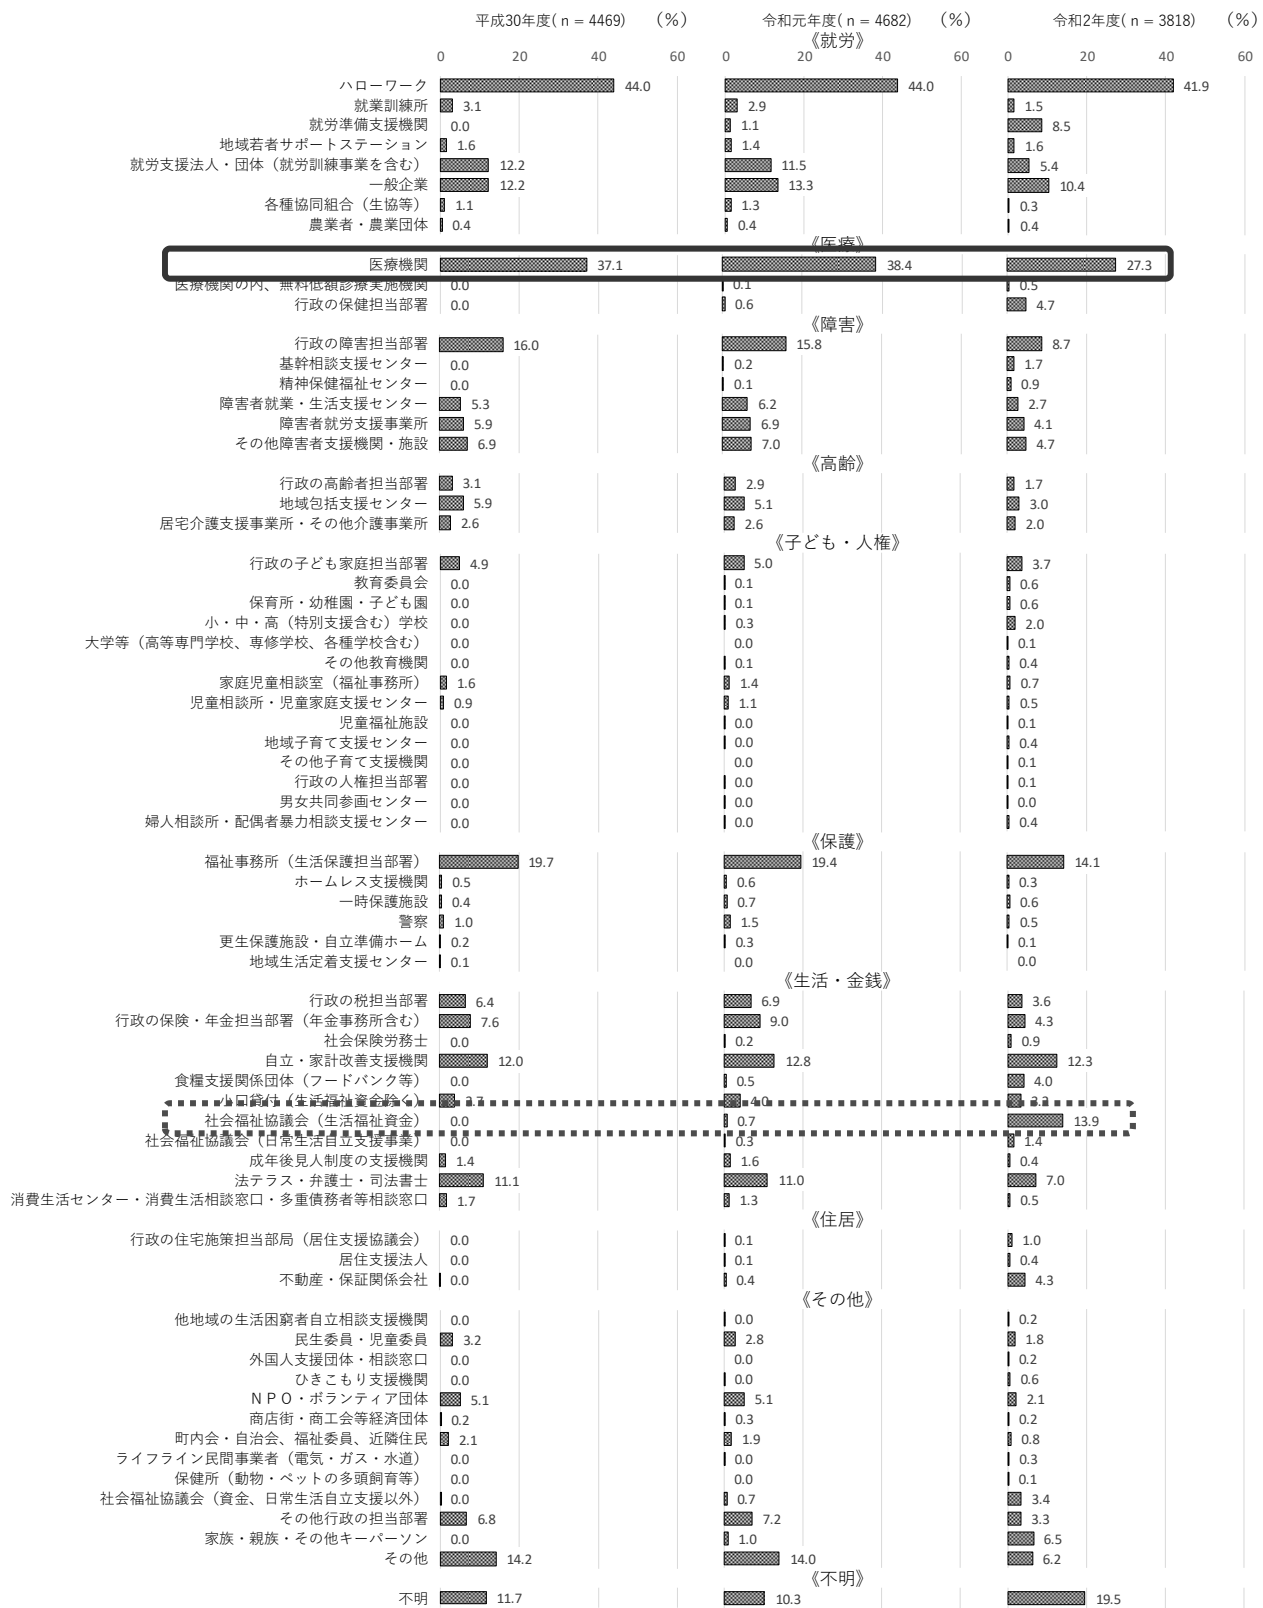 平成30年度( n = 4469) （%） 令和元年度( n = 4682) （%） 令和2年度( n = 3818) （%）
《就労》
0 20 40 60 0 20 40 60 0 20 40 60
ハローワーク 44.0 44.0 41.9
就業訓練所 3.1 2.9 1.5
就労準備支援機関 0.0 1.1 8.5
地域若者サポートステーション 1.6 1.4 1.6
就労支援法人・団体（就労訓練事業を含む） 12.2 11.5 5.4
一般企業 12.2 13.3 10.4
各種協同組合（生協等） 1.1 1.3 0.3
農業者・農業団体 0.4 0.4 0.4
《医療》
医療機関 37.1 38.4 27.3
医療機関の内、無料低額診療実施機関 0.0 0.1 0.5
行政の保健担当部署 0.0 0.6 4.7
《障害》
行政の障害担当部署 16.0 15.8 8.7
基幹相談支援センター 0.0 0.2 1.7
精神保健福祉センター 0.0 0.1 0.9
障害者就業・生活支援センター 5.3 6.2 2.7
障害者就労支援事業所 5.9 6.9 4.1
その他障害者支援機関・施設 6.9 7.0 4.7
《高齢》
行政の高齢者担当部署 3.1 2.9 1.7
地域包括支援センター 5.9 5.1 3.0
居宅介護支援事業所・その他介護事業所 2.6 2.6 2.0
《子ども・人権》
行政の子ども家庭担当部署 4.9 5.0 3.7
教育委員会 0.0 0.1 0.6
保育所・幼稚園・子ども園 0.0 0.1 0.6
小・中・高（特別支援含む）学校 0.0 0.3 2.0
大学等（高等専門学校、専修学校、各種学校含む） 0.0 0.0 0.1
その他教育機関 0.0 0.1 0.4
家庭児童相談室（福祉事務所） 1.6 1.4 0.7
児童相談所・児童家庭支援センター 0.9 1.1 0.5
児童福祉施設 0.0 0.0 0.1
地域子育て支援センター 0.0 0.0 0.4
その他子育て支援機関 0.0 0.0 0.1
行政の人権担当部署 0.0 0.0 0.1
男女共同参画センター 0.0 0.0 0.0
婦人相談所・配偶者暴力相談支援センター 0.0 0.0 0.4
《保護》
福祉事務所（生活保護担当部署） 19.7 19.4 14.1
ホームレス支援機関 0.5 0.6 0.3
一時保護施設 0.4 0.7 0.6
警察 1.0 1.5 0.5
更生保護施設・自立準備ホーム 0.2 0.3 0.1
地域生活定着支援センター 0.1 0.0 0.0
《生活・金銭》
行政の税担当部署 6.4 6.9 3.6
行政の保険・年金担当部署（年金事務所含む） 7.6 9.0 4.3
社会保険労務士 0.0 0.2 0.9
自立・家計改善支援機関 12.0 12.8 12.3
食糧支援関係団体（フードバンク等） 0.0 0.5 4.0
小口貸付（生活福祉資金除く） 3.7 4.0 3.2
社会福祉協議会（生活福祉資金） 0.0 0.7 13.9
社会福祉協議会（日常生活自立支援事業） 0.0 0.3 1.4
成年後見人制度の支援機関 1.4 1.6 0.4
法テラス・弁護士・司法書士 11.1 11.0 7.0
消費生活センター・消費生活相談窓口・多重債務者等相談窓口 1.7 1.3 0.5
《住居》
行政の住宅施策担当部局（居住支援協議会） 0.0 0.1 1.0
居住支援法人 0.0 0.1 0.4
不動産・保証関係会社 0.0 0.4 4.3
《その他》
他地域の生活困窮者自立相談支援機関 0.0 0.0 0.2
民生委員・児童委員 3.2 2.8 1.8
外国人支援団体・相談窓口 0.0 0.0 0.2
ひきこもり支援機関 0.0 0.0 0.6
ＮＰＯ・ボランティア団体 5.1 5.1 2.1
商店街・商工会等経済団体 0.2 0.3 0.2
町内会・自治会、福祉委員、近隣住民 2.1 1.9 0.8
ライフライン民間事業者（電気・ガス・水道） 0.0 0.0 0.3
保健所（動物・ペットの多頭飼育等） 0.0 0.0 0.1
社会福祉協議会（資金、日常生活自立支援以外） 0.0 0.7 3.4
その他行政の担当部署 6.8 7.2 3.3
家族・親族・その他キーパーソン 0.0 1.0 6.5
その他 14.2 14.0 6.2
《不明》
不明 11.7 10.3 19.5